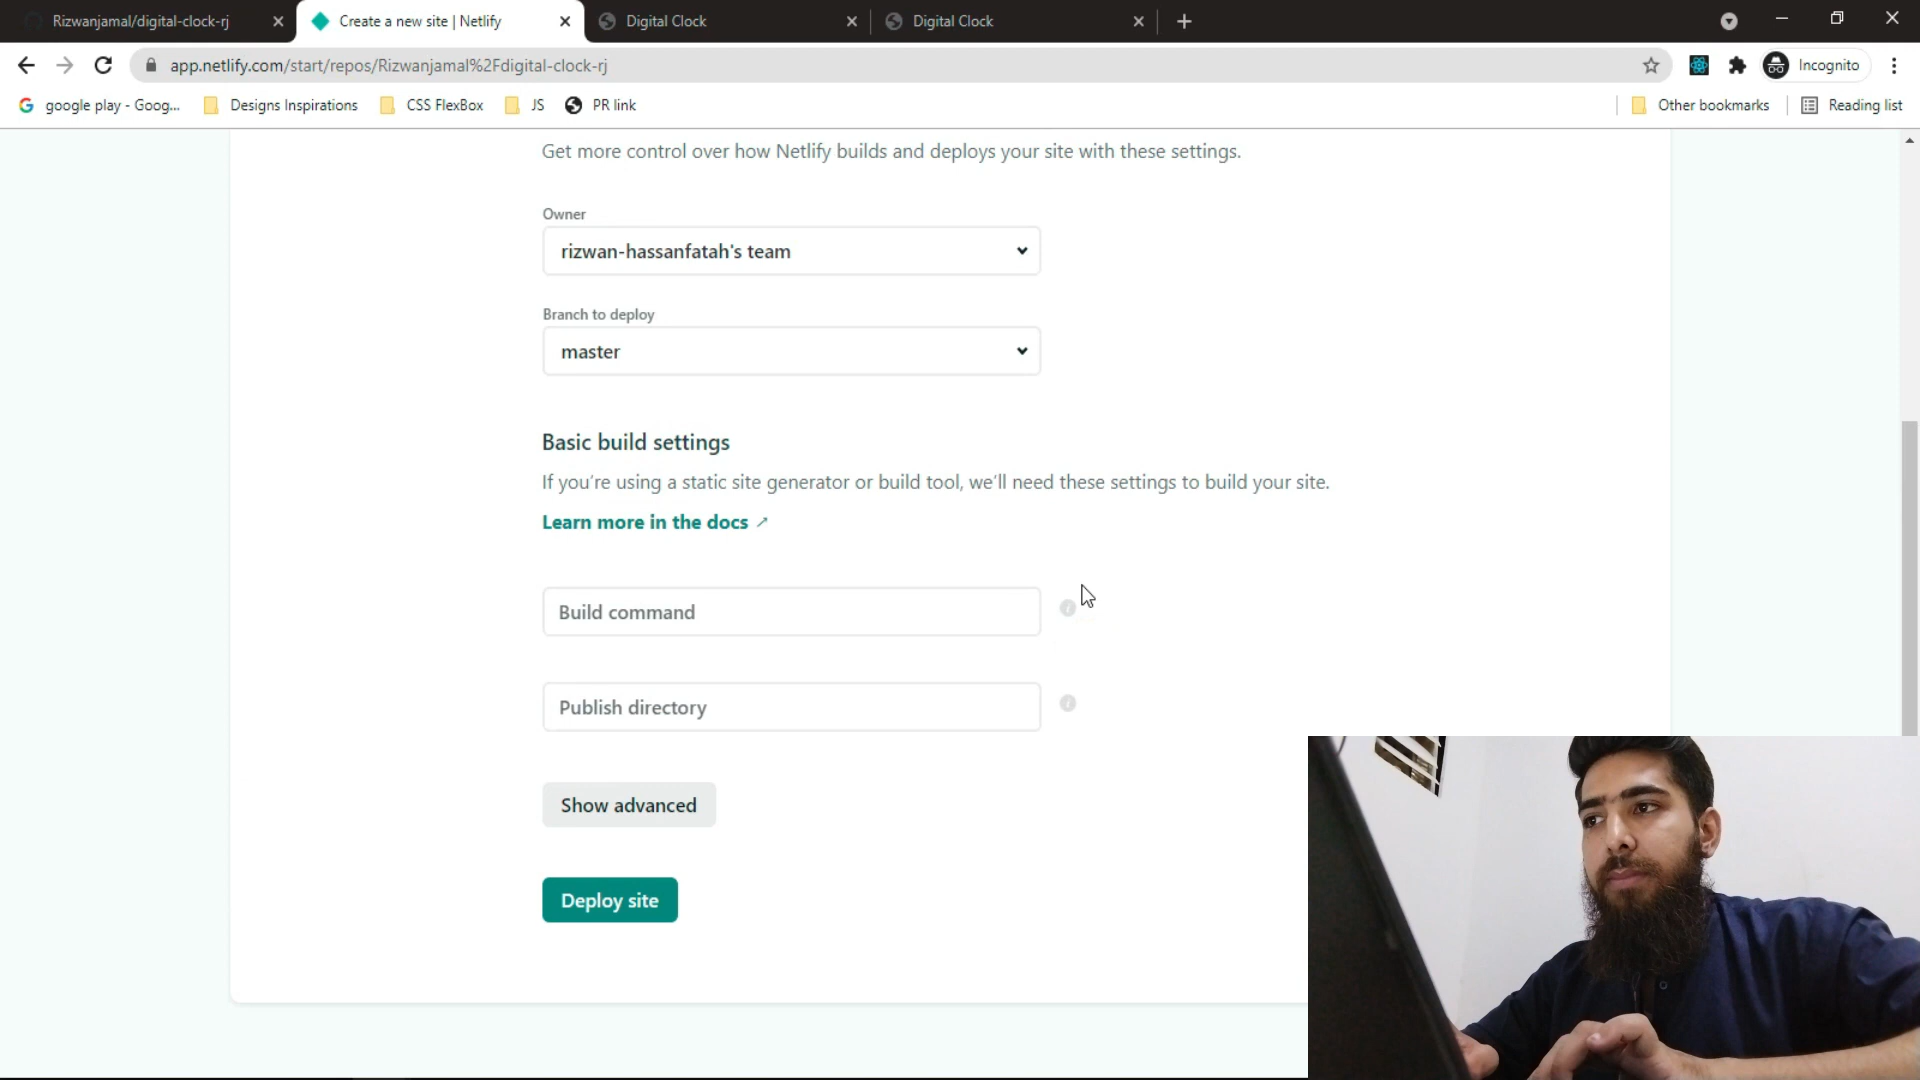 Rizwanjamal/digital-clock-rj
Create a new site | Netlify
Digital Clock
Digital Clock
app.netlify.com/start/repos/Rizwanjamal%2Fdigital-clock-rj
Incognito
google play - Goog...
Designs Inspirations
CSS FlexBox
JS
PR link
Other bookmarks
Reading list
Get more control over how Netlify builds and deploys your site with these settings.
Owner
rizwan-hassanfatah's team
Branch to deploy
master
Basic build settings
If you're using a static site generator or build tool, we'll need these settings to build your site.
Learn more in the docs ↗
Build command
Publish directory
Show advanced
Deploy site